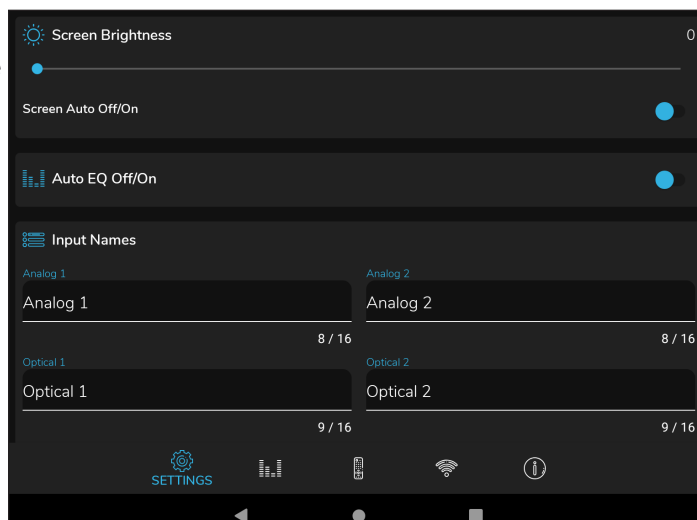 Screen Brightness 0
Screen Auto Off/On
Auto EQ Off/On
Input Names
Analog 1 Analog 2
Analog 1 Analog 2
8 / 16 8 / 16
Optical 1 Optical 2
Optical 1 Optical 2
9 / 16 9 / 16
SETTINGS